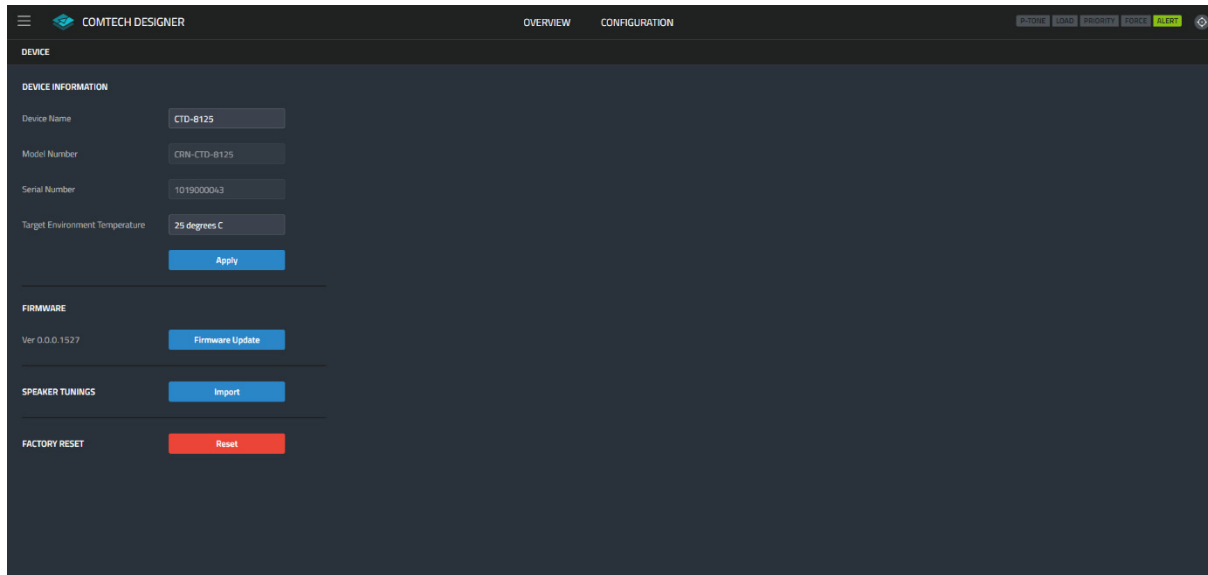 COMTECH DESIGNER OVERVIEW CONFIGURATION P-TONE LOAD PRIORITY FORCE ALERT
DEVICE
DEVICE INFORMATION
Device Name CTD-8125
Model Number CRN-CTD-8125
Serial Number 1019000043
Target Environment Temperature 25 degrees C
Apply
FIRMWARE
Ver 0.0.0.1527 Firmware Update
SPEAKER TUNINGS Import
FACTORY RESET Reset